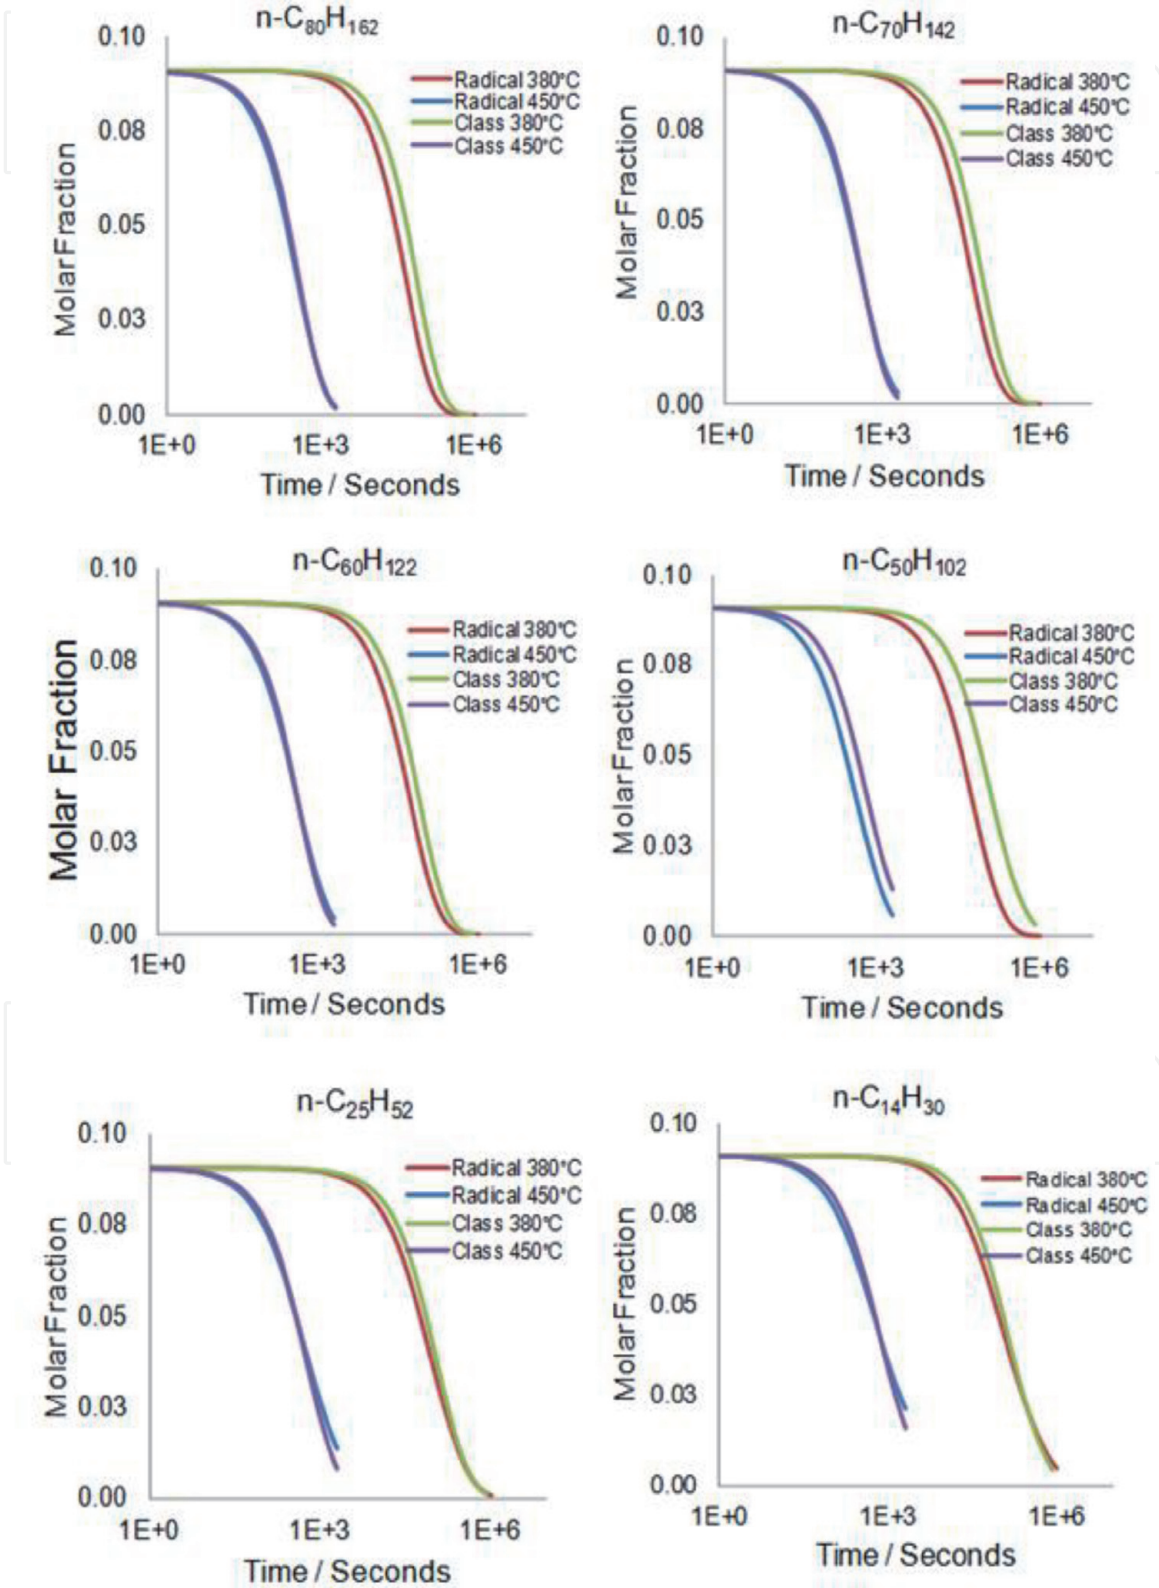 n-C₈₀H₁₆₂
0.10
0.08
0.05
0.03
0.00
Molar Fraction
Radical 380°C
Radical 450°C
Class 380°C
Class 450°C
1E+0 1E+3 1E+6
Time / Seconds
n-C₇₀H₁₄₂
0.10
0.08
0.05
0.03
0.00
Molar Fraction
Radical 380°C
Radical 450°C
Class 380°C
Class 450°C
1E+0 1E+3 1E+6
Time / Seconds
n-C₆₀H₁₂₂
0.10
0.08
0.05
0.03
0.00
Molar Fraction
Radical 380°C
Radical 450°C
Class 380°C
Class 450°C
1E+0 1E+3 1E+6
Time / Seconds
n-C₅₀H₁₀₂
0.10
0.08
0.05
0.03
0.00
Molar Fraction
Radical 380°C
Radical 450°C
Class 380°C
Class 450°C
1E+0 1E+3 1E+6
Time / Seconds
n-C₂₅H₅₂
0.10
0.08
0.05
0.03
0.00
Molar Fraction
Radical 380°C
Radical 450°C
Class 380°C
Class 450°C
1E+0 1E+3 1E+6
Time / Seconds
n-C₁₄H₃₀
0.10
0.08
0.05
0.03
0.00
Molar Fraction
Radical 380°C
Radical 450°C
Class 380°C
Class 450°C
1E+0 1E+3 1E+6
Time / Seconds